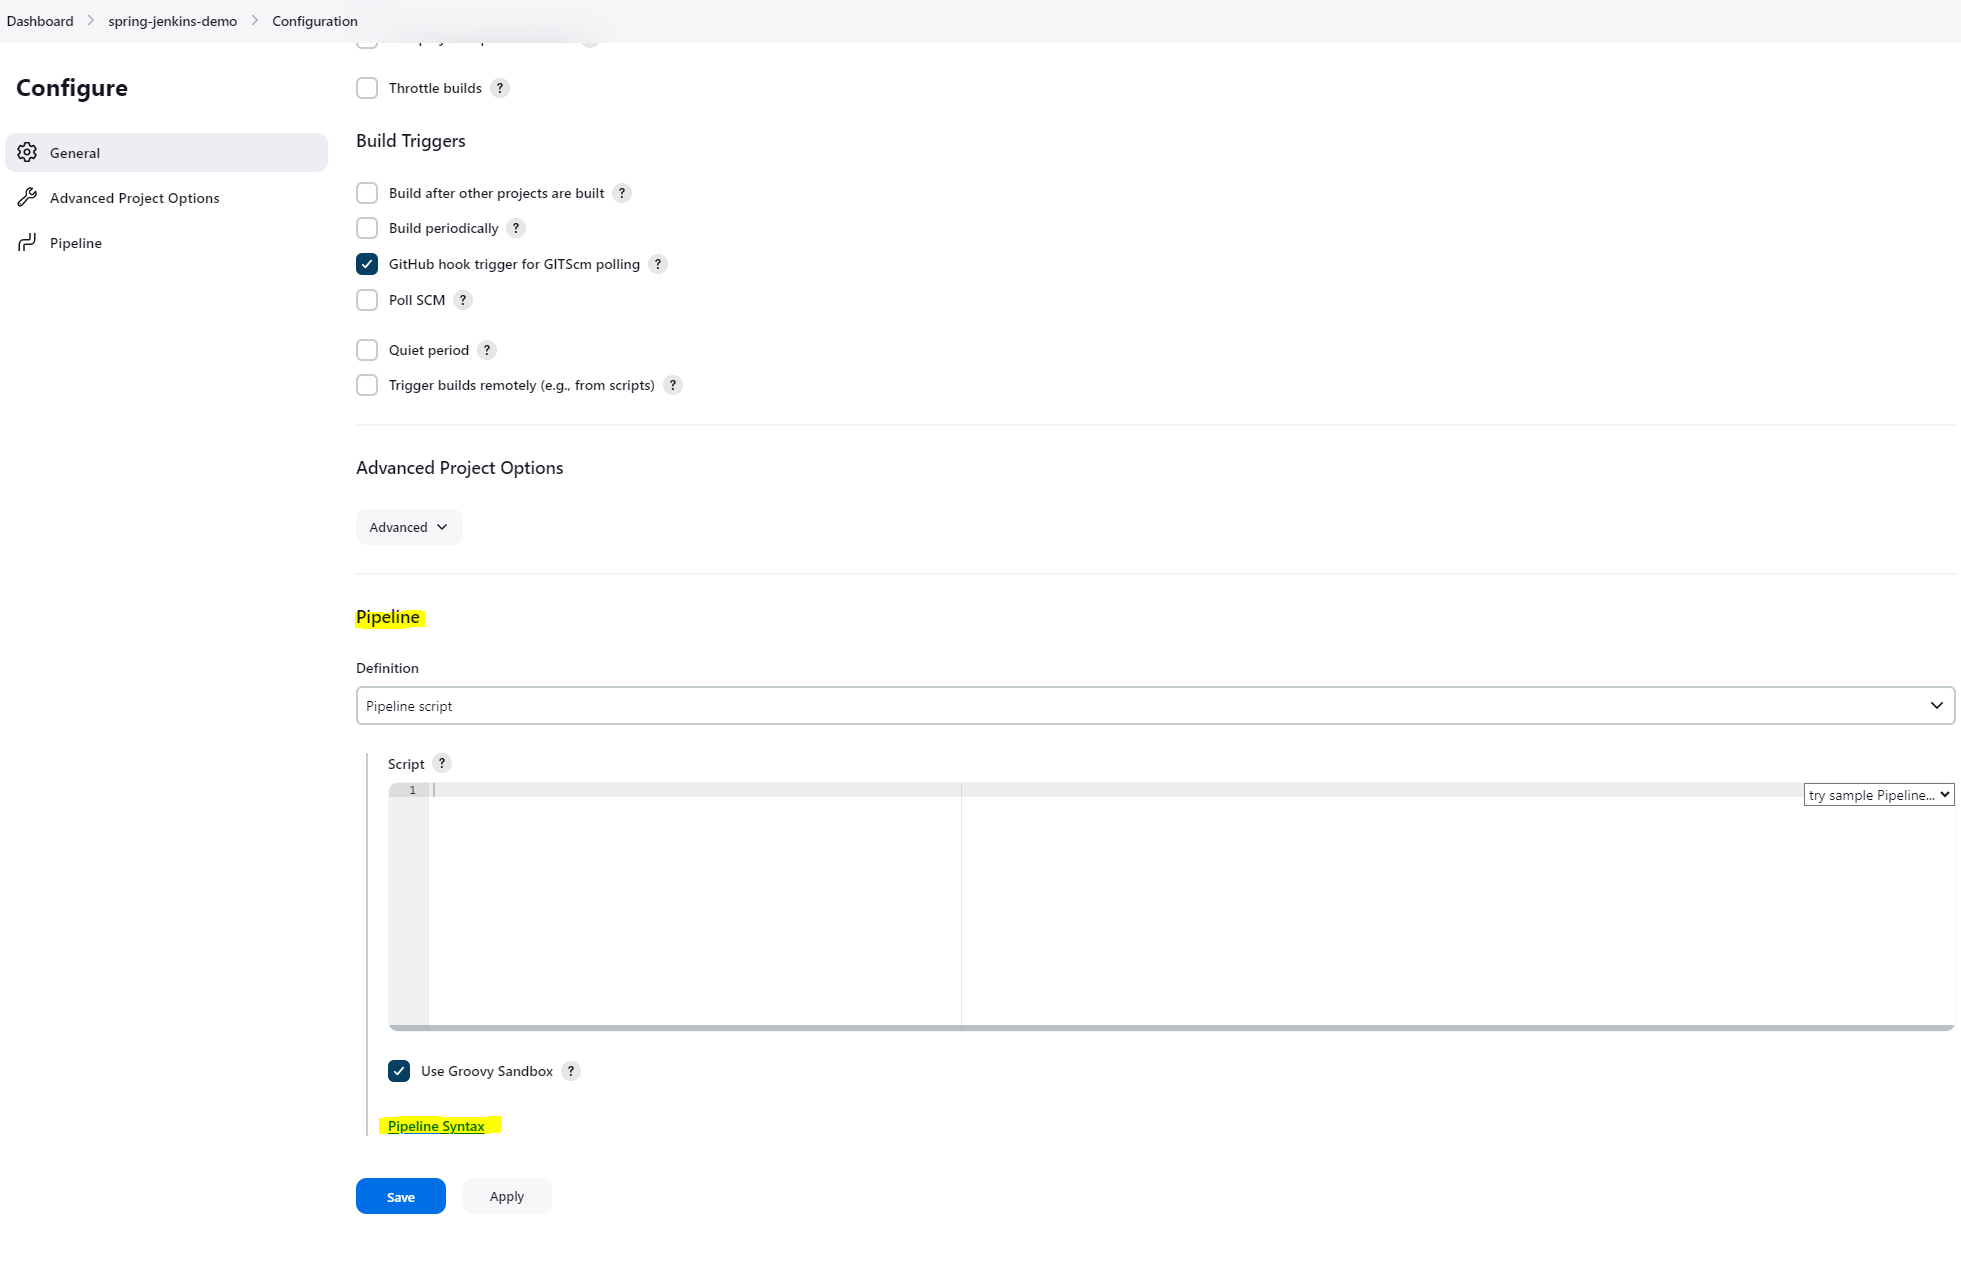 Dashboard > spring-jenkins-demo > Configuration
Configure
General
Advanced Project Options
Pipeline
Throttle builds ?
Build Triggers
Build after other projects are built ?
Build periodically ?
GitHub hook trigger for GITScm polling ?
Poll SCM ?
Quiet period ?
Trigger builds remotely (e.g., from scripts) ?
Advanced Project Options
Advanced
Pipeline
Definition
Pipeline script
Script ?
1
try sample Pipeline...
Use Groovy Sandbox ?
Pipeline Syntax
Save
Apply